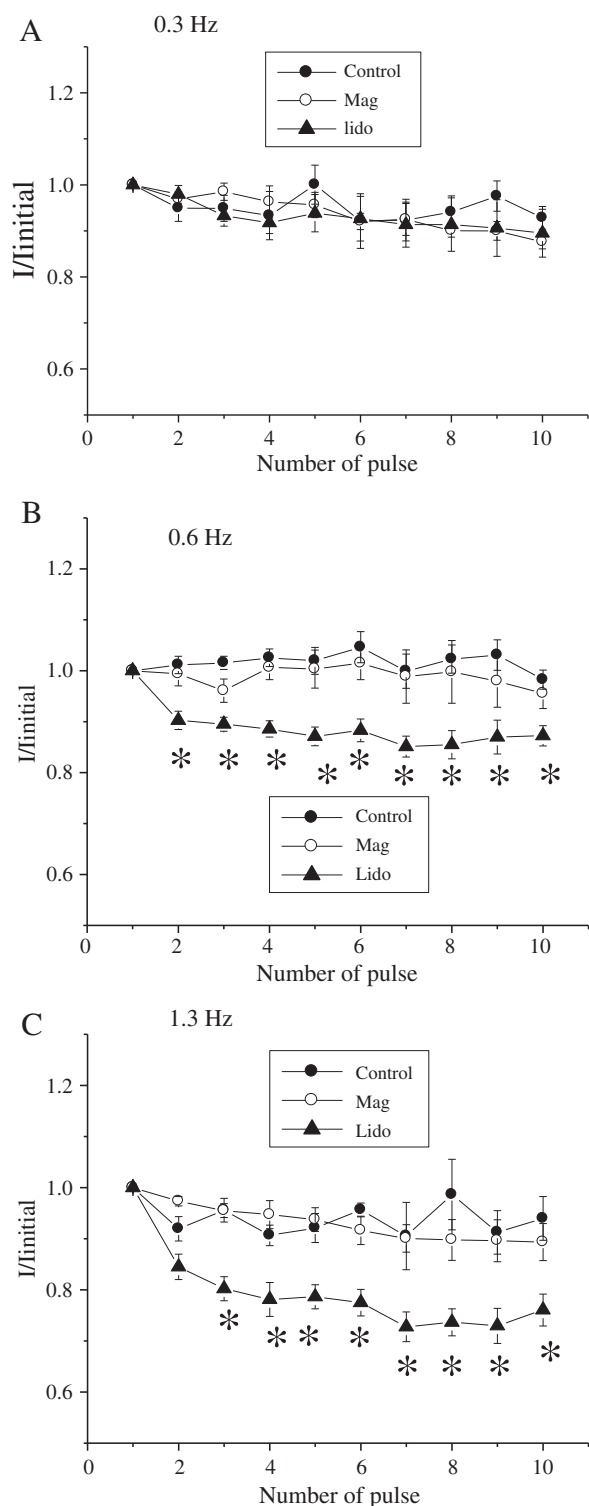 A
0.3 Hz
Control
Mag
lido
1.2
1.0
0.8
0.6
I/Iinitial
0 2 4 6 8 10
Number of pulse
B
0.6 Hz
1.2
1.0
0.8
0.6
I/Iinitial
* * * * * * * * *
Control
Mag
Lido
0 2 4 6 8 10
Number of pulse
C
1.3 Hz
Control
Mag
Lido
1.2
1.0
0.8
0.6
I/Iinitial
* * * * * * * *
0 2 4 6 8 10
Number of pulse